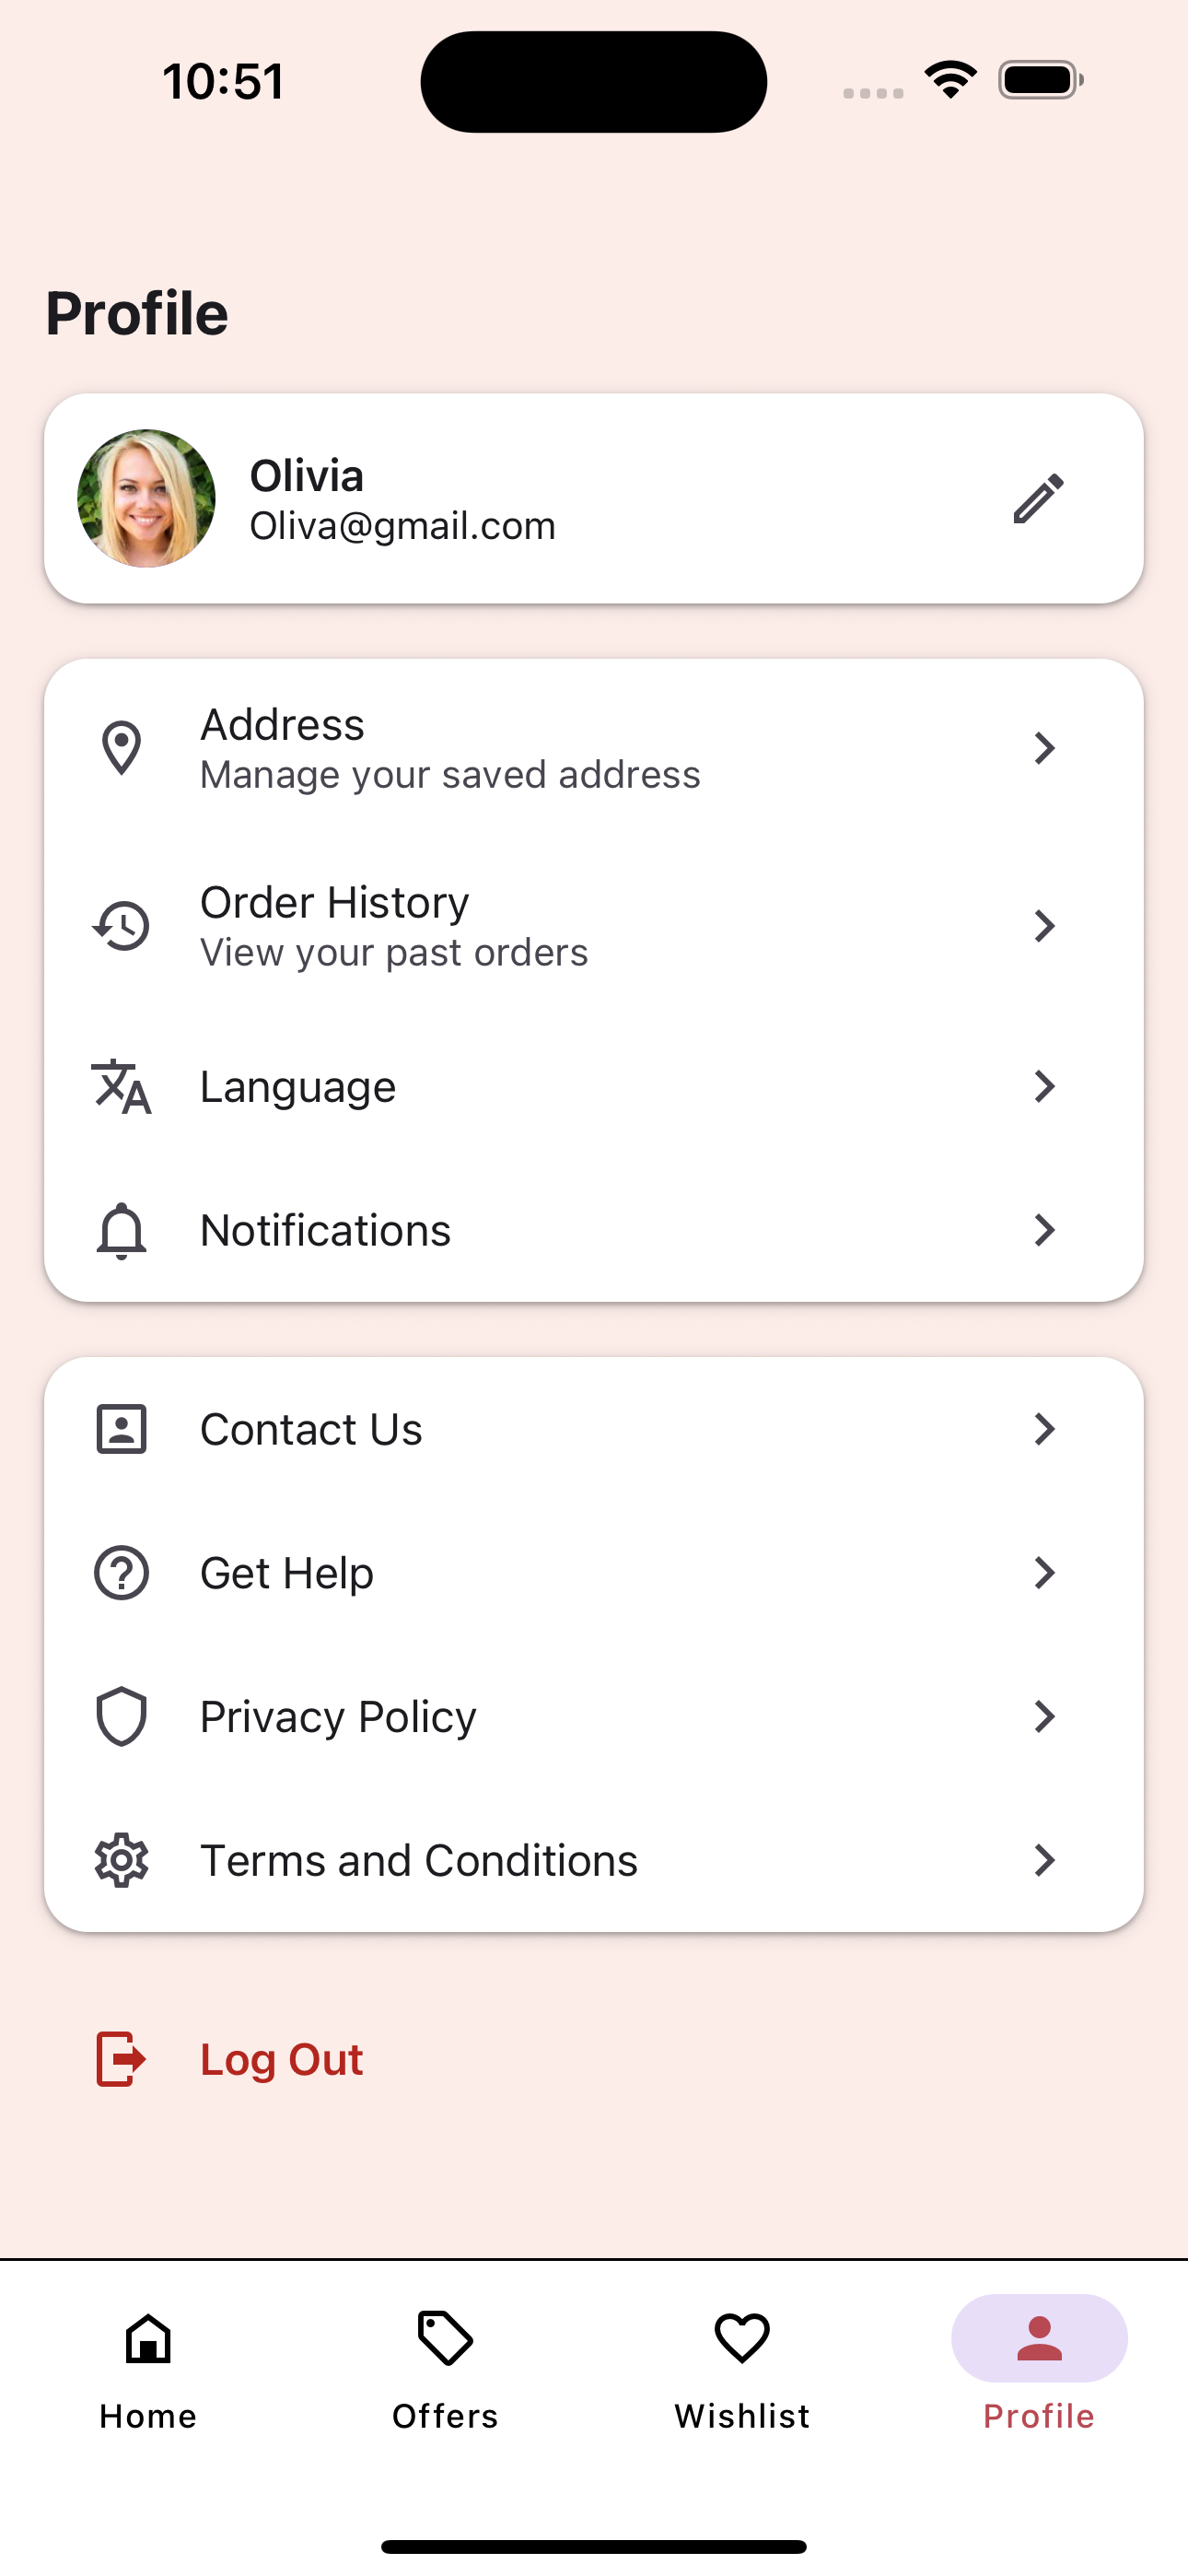 10:51
Profile
Olivia
Oliva@gmail.com
Address
Manage your saved address
Order History
View your past orders
Language
Notifications
Contact Us
Get Help
Privacy Policy
Terms and Conditions
Log Out
Home
Offers
Wishlist
Profile